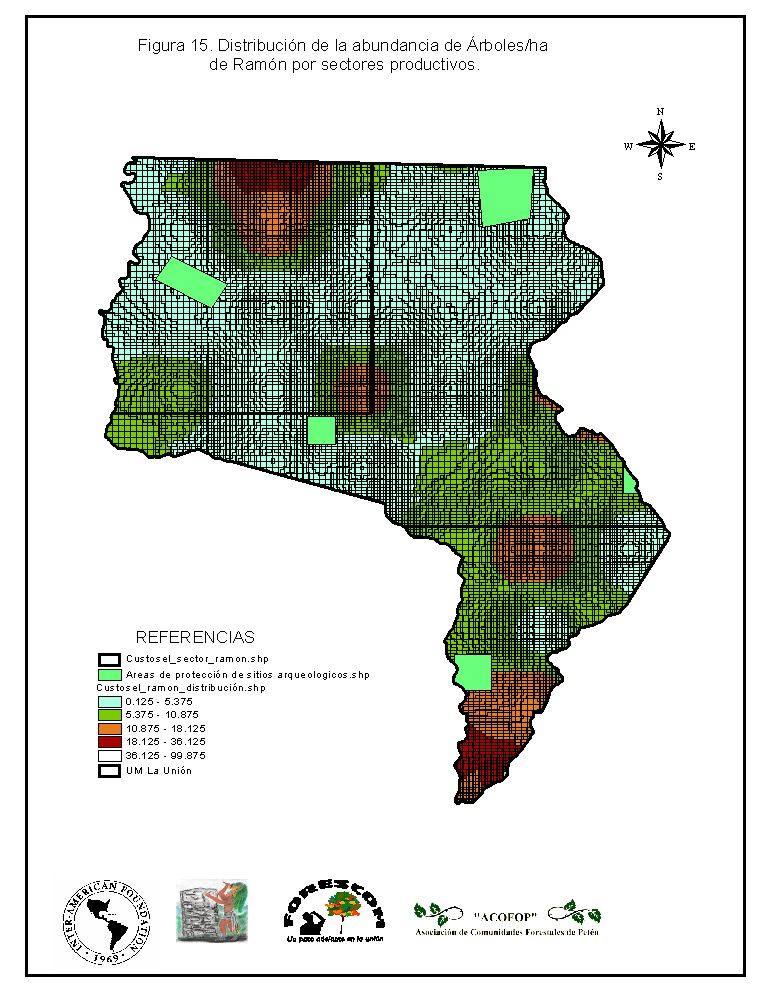 Figura 15. Distribución de la abundancia de Árboles/ha
de Ramón por sectores productivos.
N
W E
S
REFERENCIAS
Custosel_sector_ramon.shp
Areas de protección de sitios arqueologicos.shp
Custosel_ramon_distribución.shp
0.125 - 5.375
5.375 - 10.875
10.875 - 18.125
18.125 - 36.125
36.125 - 99.875
UM La Unión
INTER-AMERICAN FOUNDATION
1969
FORESCOM
Un paso adelante en la unión
"ACOFOP"
Asociación de Comunidades Forestales de Petén